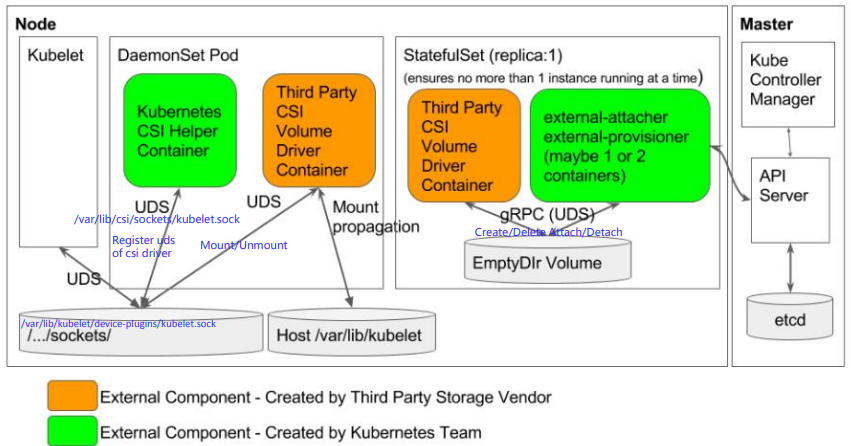 Node
Master
Kubelet
DaemonSet Pod
StatefulSet (replica:1)
(ensures no more than 1 instance running at a time)
Kubernetes
CSI Helper
Container
Third Party
CSI
Volume
Driver
Container
Third Party
CSI
Volume
Driver
Container
external-attacher
external-provisioner
(maybe 1 or 2
containers)
Kube
Controller
Manager
API
Server
UDS
/var/lib/csi/sockets/kubelet.sock
UDS
Mount
propagation
gRPC (UDS)
Create/Delete Attach/Detach
Register uds
of csi driver
Mount/Unmount
UDS
EmptyDIr Volume
/var/lib/kubelet/device-plugins/kubelet.sock
/.../sockets/
Host /var/lib/kubelet
etcd
External Component - Created by Third Party Storage Vendor
External Component - Created by Kubernetes Team